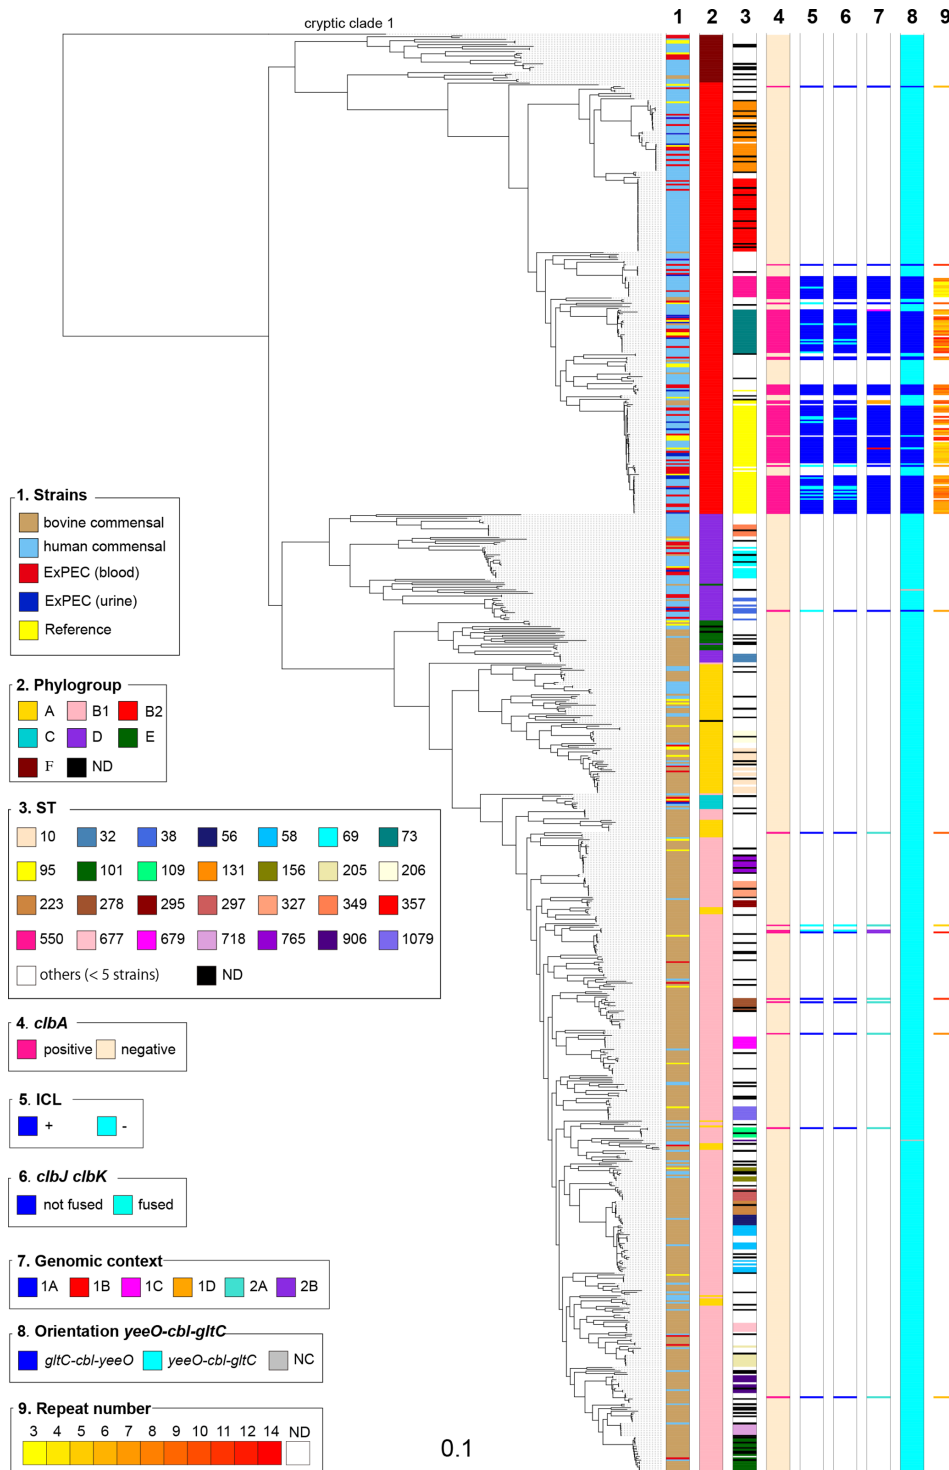 cryptic clade 1
1 2 3 4 5 6 7 8 9
1. Strains
bovine commensal
human commensal
ExPEC (blood)
ExPEC (urine)
Reference
2. Phylogroup
A B1 B2
C D E
F ND
3. ST
10 32 38 56 58 69 73
95 101 109 131 156 205 206
223 278 295 297 327 349 357
550 677 679 718 765 906 1079
others (< 5 strains) ND
4. clbA
positive negative
5. ICL
+ -
6. clbJ clbK
not fused fused
7. Genomic context
1A 1B 1C 1D 2A 2B
8. Orientation yeeO-cbl-gltC
gltC-cbl-yeeO yeeO-cbl-gltC NC
9. Repeat number
3 4 5 6 7 8 9 10 11 12 14 ND
0.1